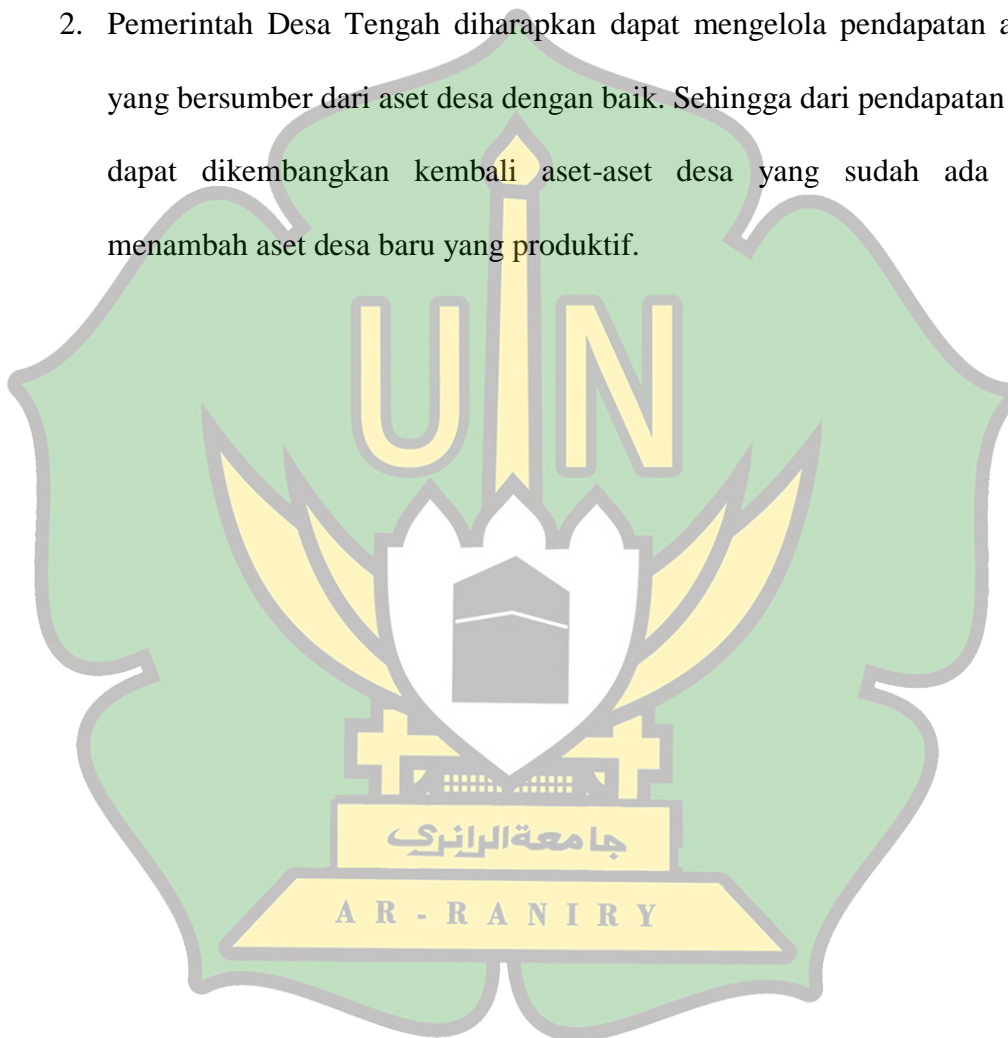 2. Pemerintah Desa Tengah diharapkan dapat mengelola pendapatan a
yang bersumber dari aset desa dengan baik. Sehingga dari pendapatan
dapat dikembangkan kembali aset-aset desa yang sudah ada
menambah aset desa baru yang produktif.
UIN
جامعة الرانري
AR-RANIRY